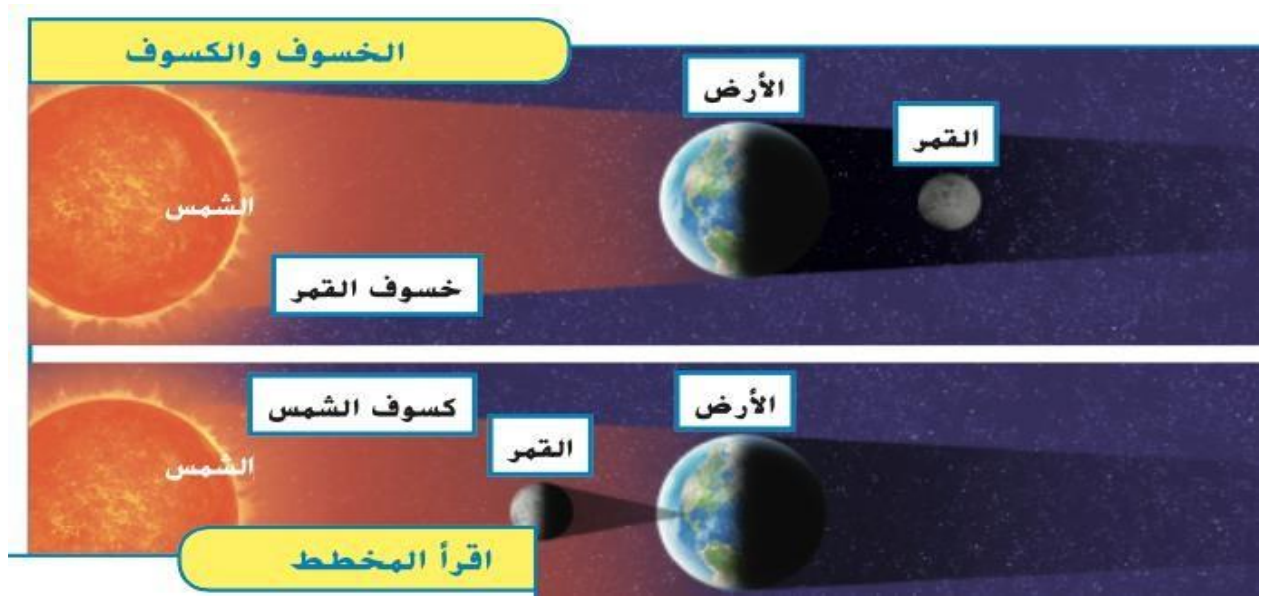 الخسوف والكسوف
الأرض
القمر
الشمس
خسوف القمر
الأرض
كسوف الشمس
القمر
الشمس
اقرأ المخطط